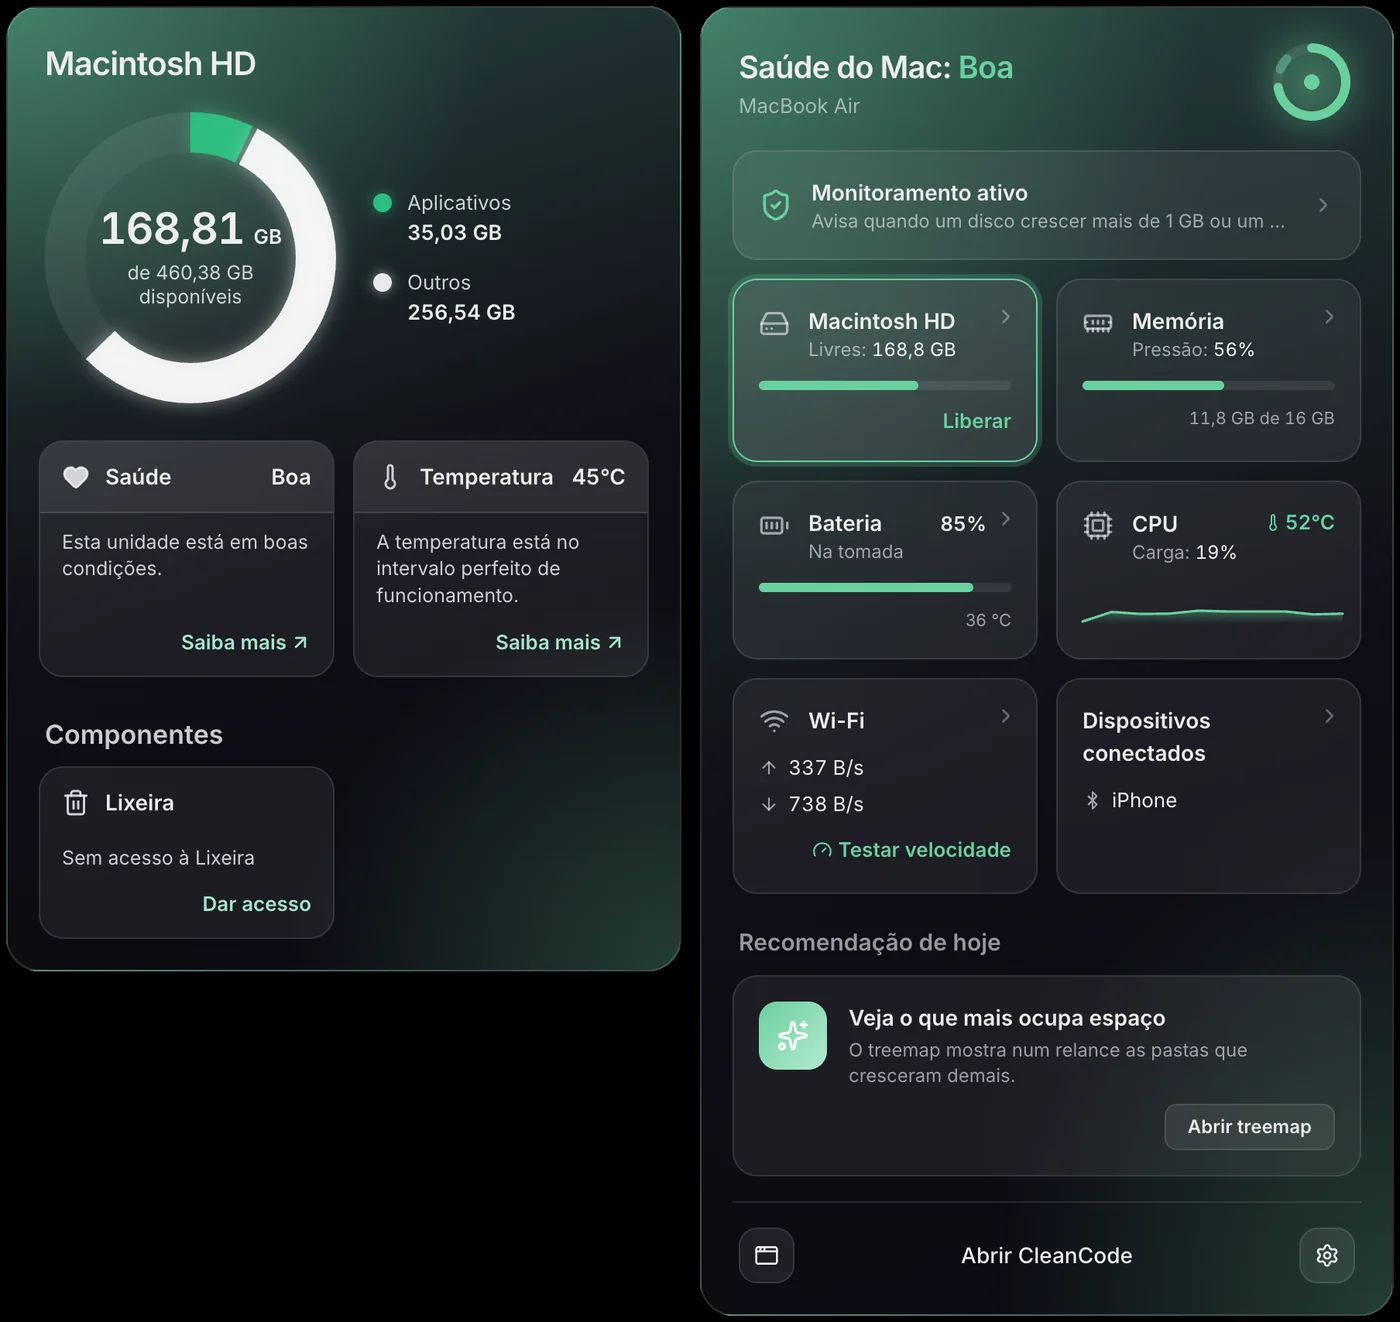 Macintosh HD
168,81 GB
de 460,38 GB
disponíveis
Aplicativos
35,03 GB
Outros
256,54 GB
Saúde Boa
Esta unidade está em boas
condições.
Saiba mais
Temperatura 45°C
A temperatura está no
intervalo perfeito de
funcionamento.
Saiba mais
Componentes
Lixeira
Sem acesso à Lixeira
Dar acesso
Saúde do Mac: Boa
MacBook Air
Monitoramento ativo
Avisa quando um disco crescer mais de 1 GB ou um ...
Macintosh HD
Livres: 168,8 GB
Liberar
Memória
Pressão: 56%
11,8 GB de 16 GB
Bateria 85%
Na tomada
36 °C
CPU 52°C
Carga: 19%
Wi-Fi
337 B/s
738 B/s
Testar velocidade
Dispositivos
conectados
iPhone
Recomendação de hoje
Veja o que mais ocupa espaço
O treemap mostra num relance as pastas que
cresceram demais.
Abrir treemap
Abrir CleanCode